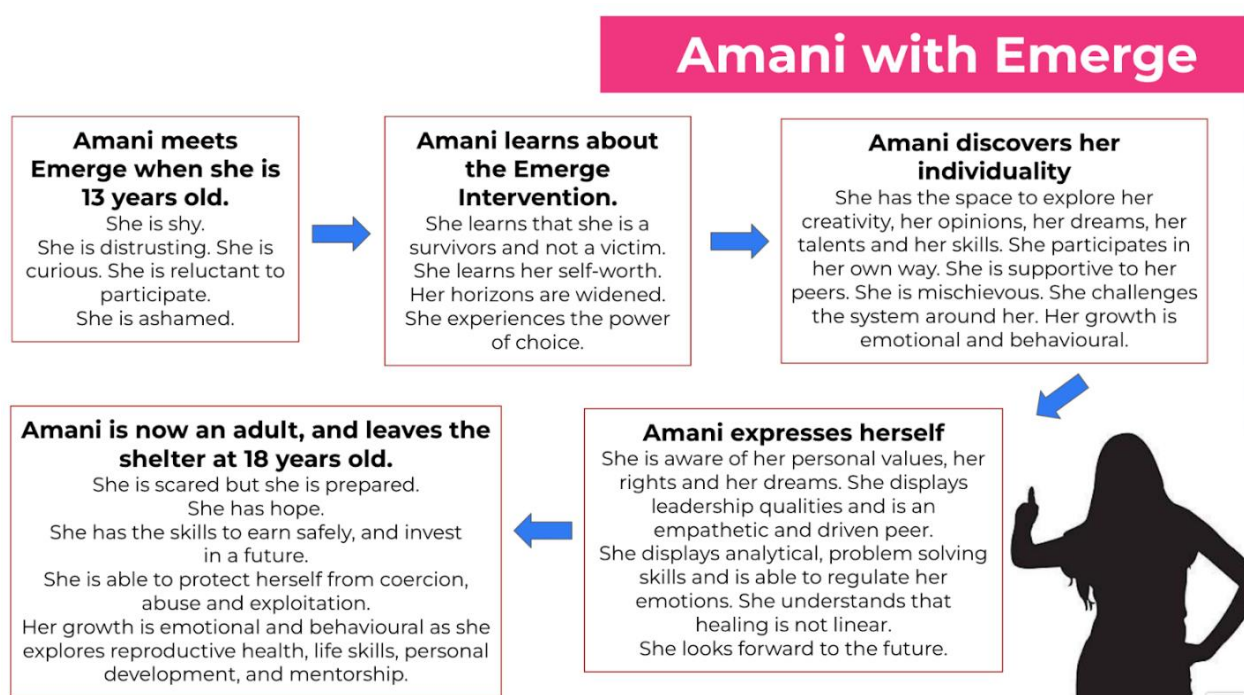 Amani with Emerge
Amani meets
Emerge when she is
13 years old.
She is shy.
She is distrusting. She is
curious. She is reluctant to
participate.
She is ashamed.
Amani learns about
the Emerge
Intervention.
She learns that she is a
survivors and not a victim.
She learns her self-worth.
Her horizons are widened.
She experiences the power
of choice.
Amani discovers her
individuality
She has the space to explore her
creativity, her opinions, her dreams, her
talents and her skills. She participates in
her own way. She is supportive to her
peers. She is mischievous. She challenges
the system around her. Her growth is
emotional and behavioural.
Amani expresses herself
She is aware of her personal values, her
rights and her dreams. She displays
leadership qualities and is an
empathetic and driven peer.
She displays analytical, problem solving
skills and is able to regulate her
emotions. She understands that
healing is not linear.
She looks forward to the future.
Amani is now an adult, and leaves the
shelter at 18 years old.
She is scared but she is prepared.
She has hope.
She has the skills to earn safely, and invest
in a future.
She is able to protect herself from coercion,
abuse and exploitation.
Her growth is emotional and behavioural as she
explores reproductive health, life skills, personal
development, and mentorship.